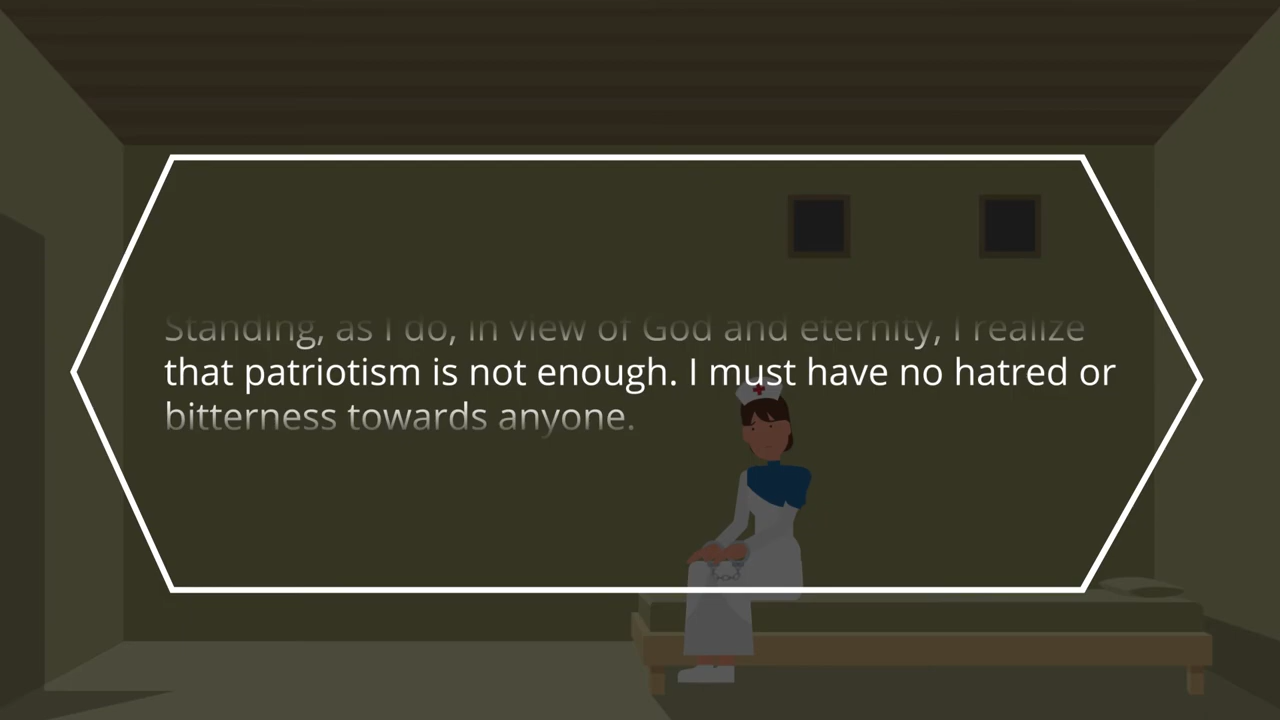 Standing, as I do, in view of God and eternity, I realize
that patriotism is not enough. I must have no hatred or
bitterness towards anyone.